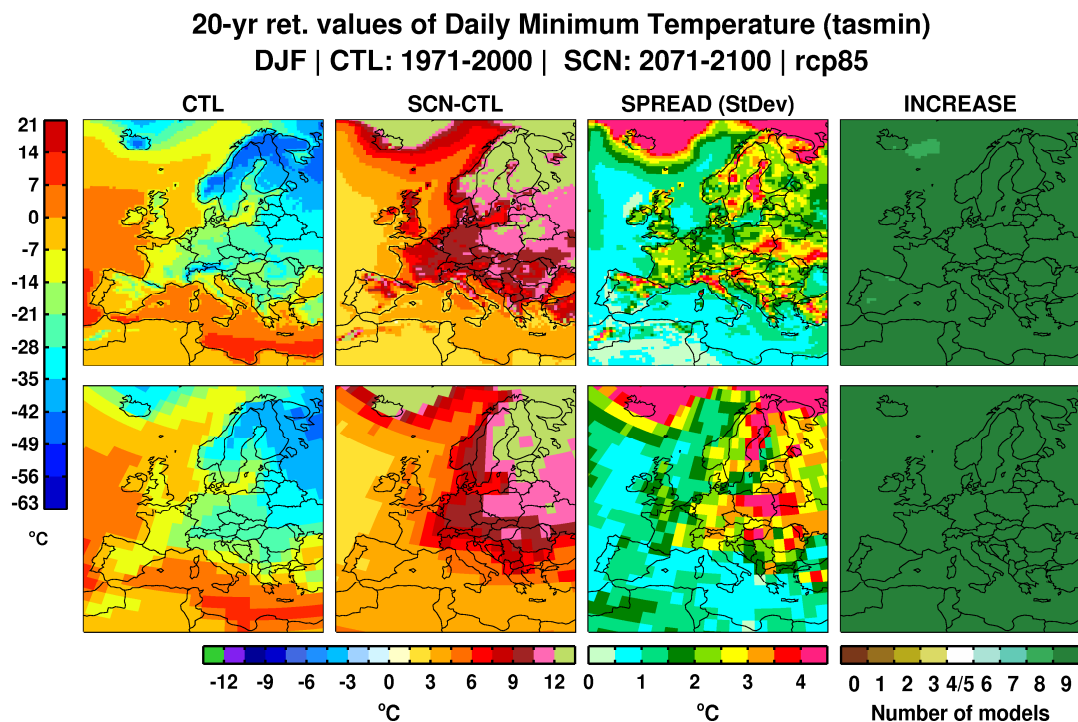 20-yr ret. values of Daily Minimum Temperature (tasmin)
DJF | CTL: 1971-2000 | SCN: 2071-2100 | rcp85
CTL SCN-CTL SPREAD (StDev) INCREASE
21
14
7
0
-7
-14
-21
-28
-35
-42
-49
-56
-63
°C
-12 -9 -6 -3 0 3 6 9 12
0 1 2 3 4
0 1 2 3 4/5 6 7 8 9
°C °C Number of models